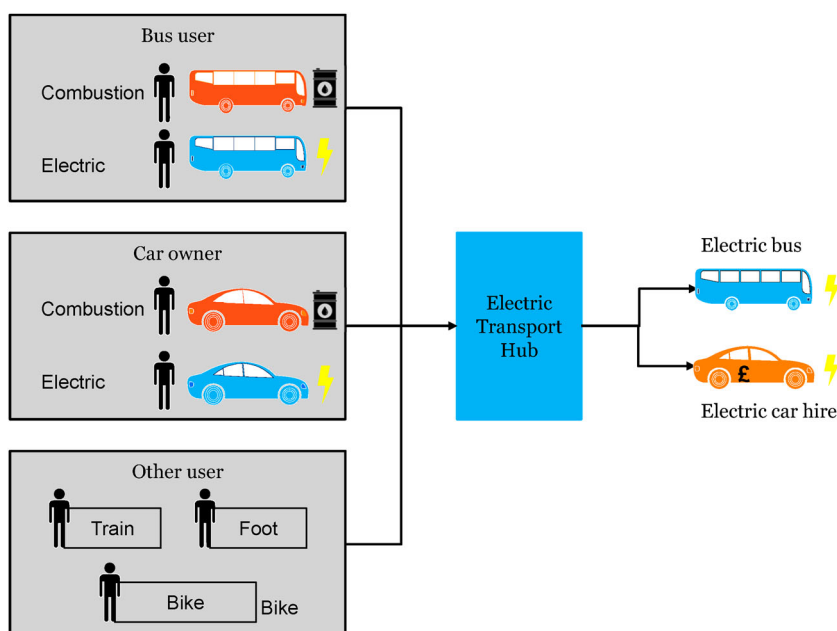 Bus user
Combustion
Electric
Car owner
Combustion
Electric
Other user
Train
Foot
Bike
Bike
Electric
Transport
Hub
Electric bus
£
Electric car hire